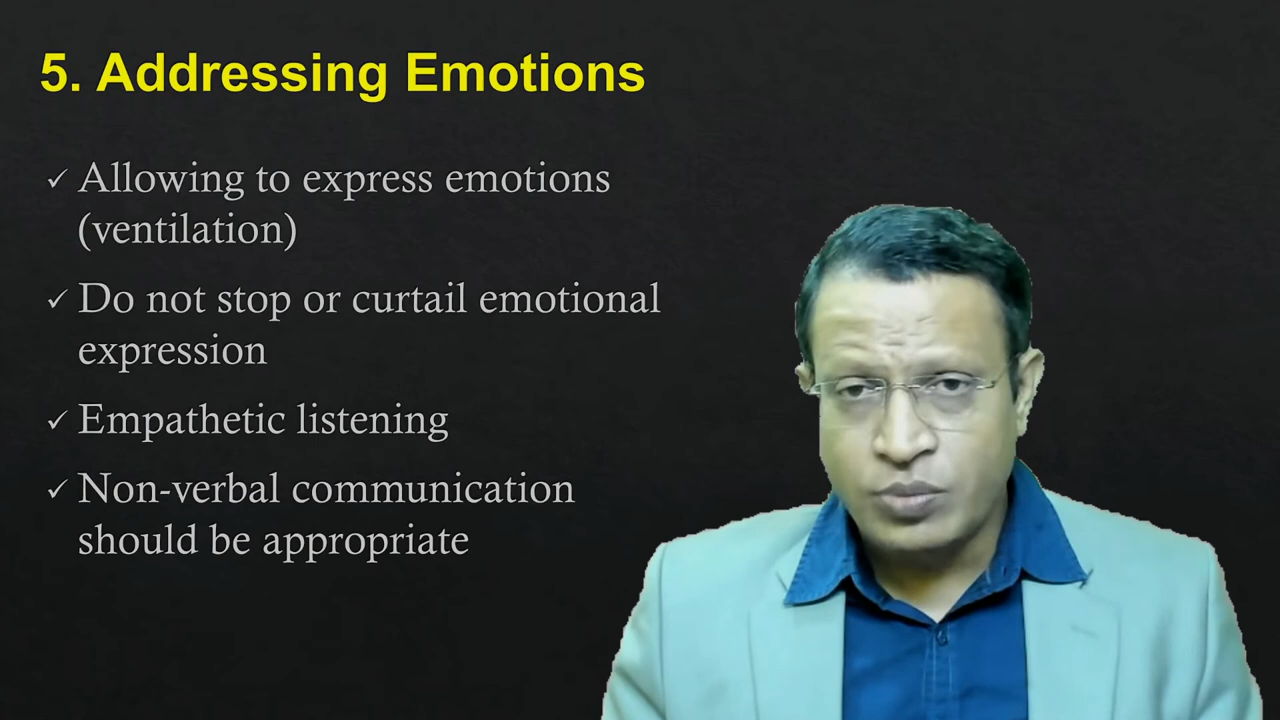 5. Addressing Emotions
✓ Allowing to express emotions
(ventilation)
✓ Do not stop or curtail emotional
expression
✓ Empathetic listening
✓ Non-verbal communication
should be appropriate